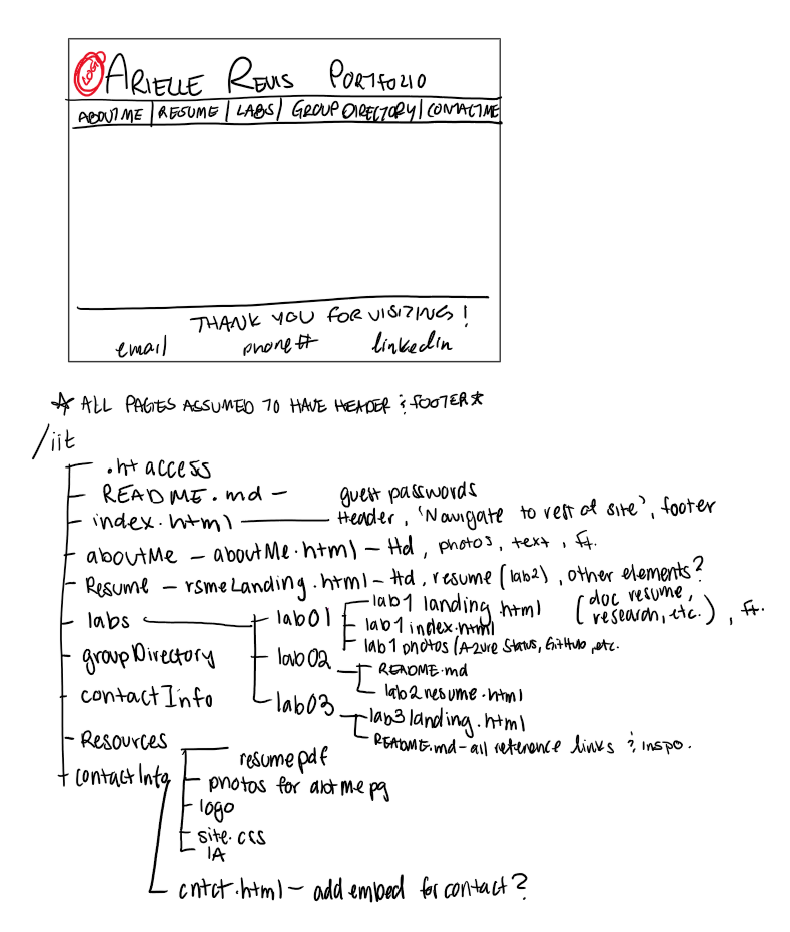 LOGO ARIELLE REVIS PORTFOLIO
ABOUT ME | RESUME | LABS | GROUP DIRECTORY | CONTACT ME
THANK YOU FOR VISITING!
email phone # linkedin
☆ ALL PAGES ASSUMED TO HAVE HEADER & FOOTER ☆
/iit
.htaccess
README.md - guest passwords
index.html - Header, 'Navigate to rest of site', footer
aboutMe - aboutMe.html - Hd, photos, text, ft.
Resume - rsmeLanding.html - Hd, resume (lab2), other elements?
(doc resume, research, etc.), ft.
labs
lab01
lab1 landing.html
lab1 index.html
lab1 photos (Azure Status, GitHub, etc.
groupDirectory
lab02
README.md
lab2resume.html
contactInfo
lab03
lab3landing.html
README.md - all reference links & inspo.
Resources
resume pdf
photos for abt me pg
logo
site.css
IA
contactInfo
cntct.html - add embed for contact?